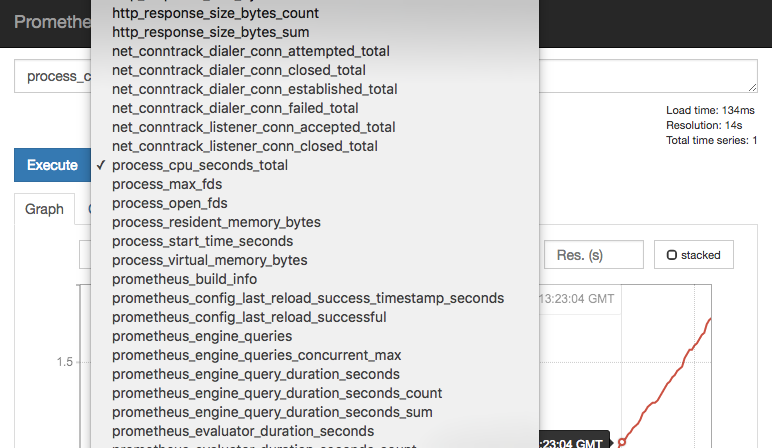 Promethe
http_response_size_bytes_count
http_response_size_bytes_sum
net_conntrack_dialer_conn_attempted_total
net_conntrack_dialer_conn_closed_total
net_conntrack_dialer_conn_established_total
net_conntrack_dialer_conn_failed_total
net_conntrack_listener_conn_accepted_total
net_conntrack_listener_conn_closed_total
✓ process_cpu_seconds_total
process_max_fds
process_open_fds
process_resident_memory_bytes
process_start_time_seconds
process_virtual_memory_bytes
prometheus_build_info
prometheus_config_last_reload_success_timestamp_seconds
prometheus_config_last_reload_successful
prometheus_engine_queries
prometheus_engine_queries_concurrent_max
prometheus_engine_query_duration_seconds
prometheus_engine_query_duration_seconds_count
prometheus_engine_query_duration_seconds_sum
prometheus_evaluator_duration_seconds
process_c
Load time: 134ms
Resolution: 14s
Total time series: 1
Execute
Graph
Res. (s)
stacked
13:23:04 GMT
1.5
:23:04 GMT